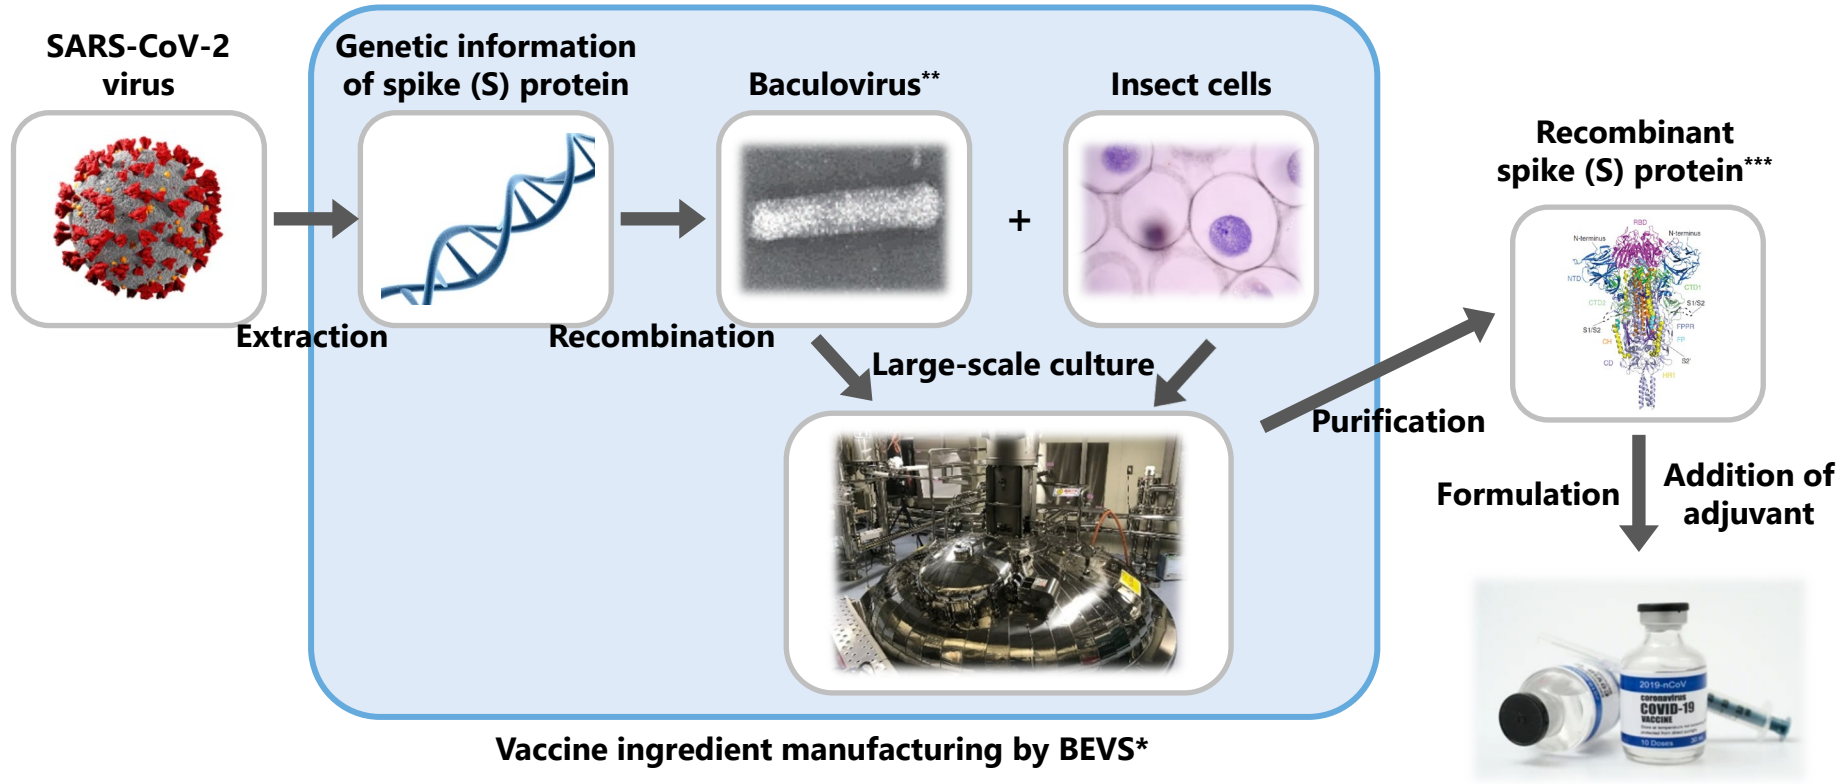 SARS-CoV-2
virus
Genetic information
of spike (S) protein
Baculovirus**
Insect cells
Recombinant
spike (S) protein***
Extraction
Recombination
Large-scale culture
Purification
RBD
N-terminus
N-terminus
NTD
CTD1
CTD2
S1/S2
S1/S2
FPPR
CH
FP
S2'
CD
HR1
Formulation
Addition of
adjuvant
2019-nCoV
coronavirus
COVID-19
VACCINE
10 Doses
Vaccine ingredient manufacturing by BEVS*